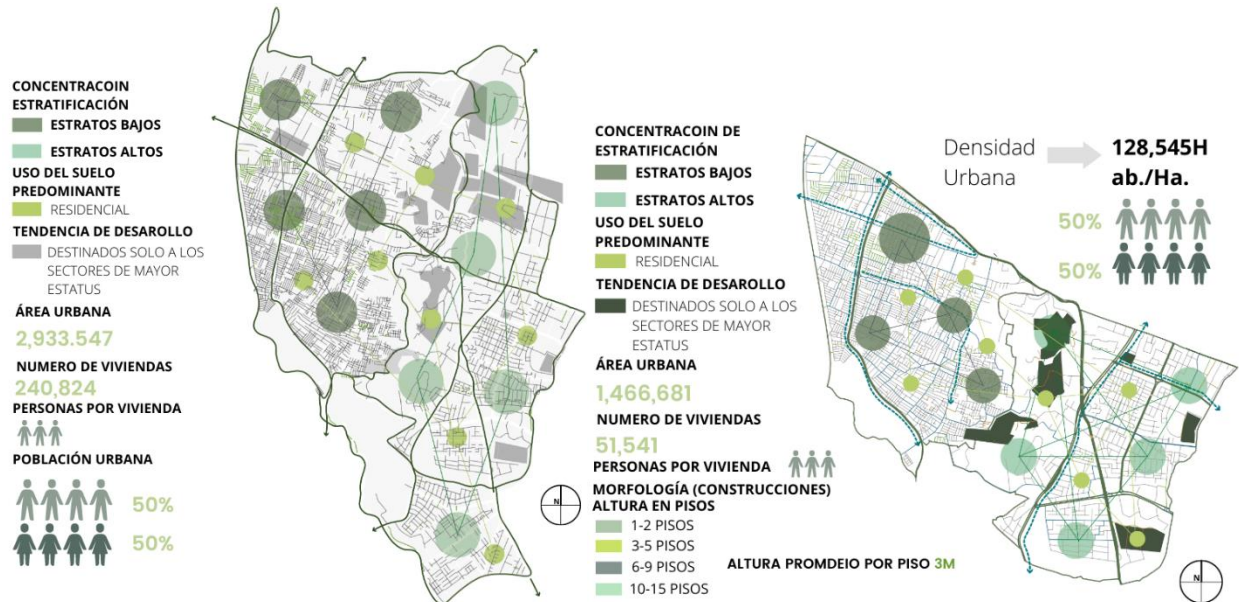 CONCENTRACOIN
ESTRATIFICACIÓN
ESTRATOS BAJOS
ESTRATOS ALTOS
USO DEL SUELO
PREDOMINANTE
RESIDENCIAL
TENDENCIA DE DESAROLLO
DESTINADOS SOLO A LOS
SECTORES DE MAYOR
ESTATUS
ÁREA URBANA
2,933.547
NUMERO DE VIVIENDAS
240,824
PERSONAS POR VIVIENDA
POBLACIÓN URBANA
50%
50%
N
CONCENTRACOIN DE
ESTRATIFICACIÓN
ESTRATOS BAJOS
ESTRATOS ALTOS
USO DEL SUELO
PREDOMINANTE
RESIDENCIAL
TENDENCIA DE DESAROLLO
DESTINADOS SOLO A LOS
SECTORES DE MAYOR
ESTATUS
ÁREA URBANA
1,466,681
NUMERO DE VIVIENDAS
51,541
PERSONAS POR VIVIENDA
MORFOLOGÍA (CONSTRUCCIONES)
ALTURA EN PISOS
1-2 PISOS
3-5 PISOS
6-9 PISOS
10-15 PISOS
ALTURA PROMDEIO POR PISO 3M
Densidad
Urbana
128,545H
ab./Ha.
50%
50%
N